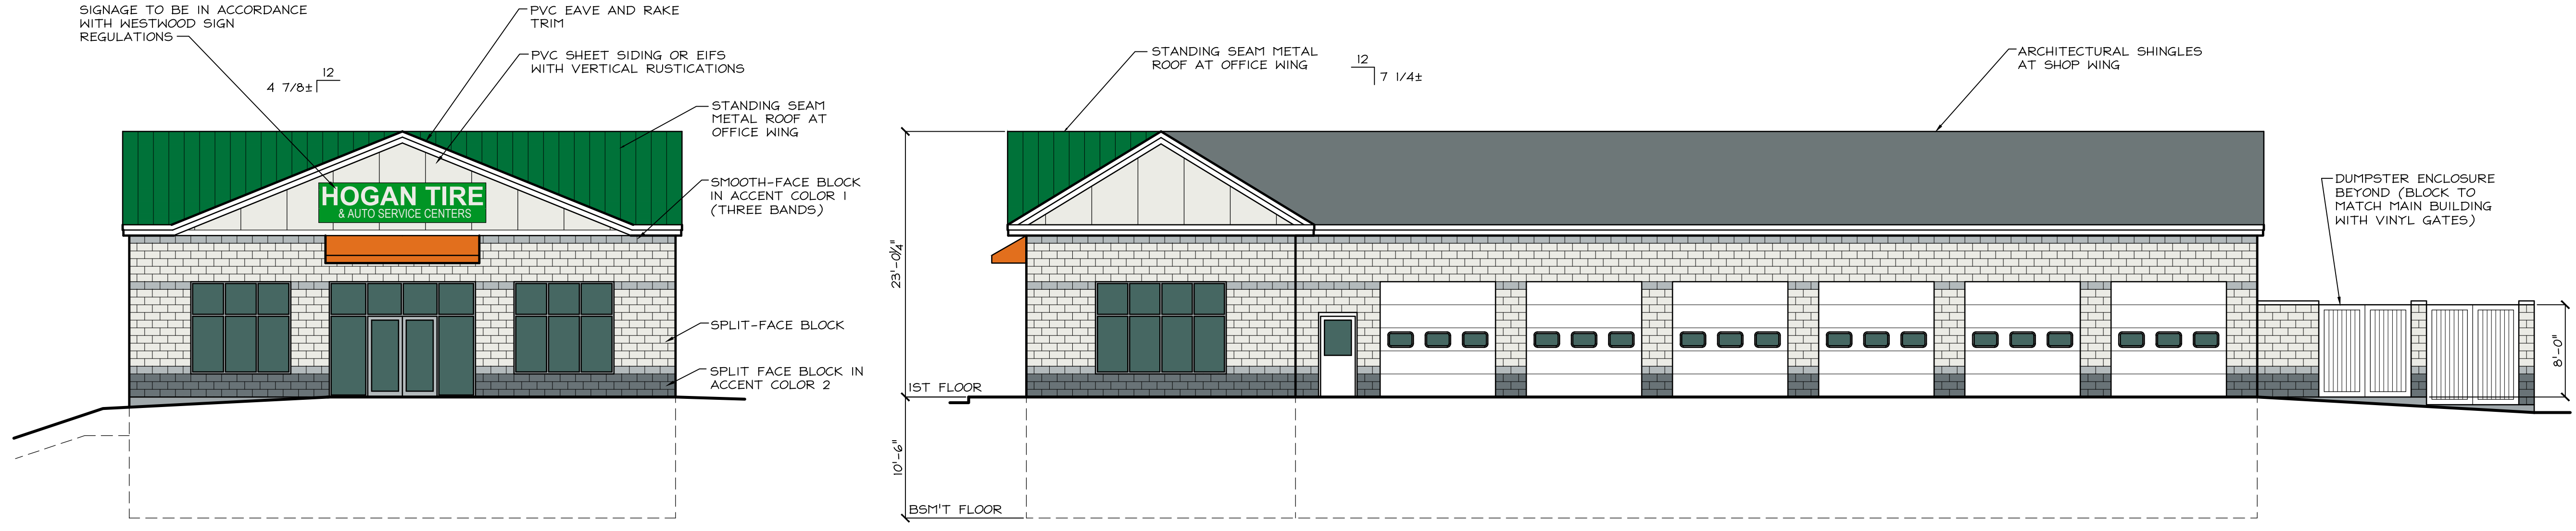 SIGNAGE TO BE IN ACCORDANCE
WITH WESTWOOD SIGN
REGULATIONS
PVC EAVE AND RAKE
TRIM
PVC SHEET SIDING OR EIFS
WITH VERTICAL RUSTICATIONS
12
4 7/8±
STANDING SEAM
METAL ROOF AT
OFFICE WING
SMOOTH-FACE BLOCK
IN ACCENT COLOR 1
(THREE BANDS)
HOGAN TIRE
& AUTO SERVICE CENTERS
SPLIT-FACE BLOCK
SPLIT FACE BLOCK IN
ACCENT COLOR 2
STANDING SEAM METAL
ROOF AT OFFICE WING
12
7 1/4±
ARCHITECTURAL SHINGLES
AT SHOP WING
DUMPSTER ENCLOSURE
BEYOND (BLOCK TO
MATCH MAIN BUILDING
WITH VINYL GATES)
23'-0¼"
8'-0"
1ST FLOOR
10'-6"
BSM'T FLOOR